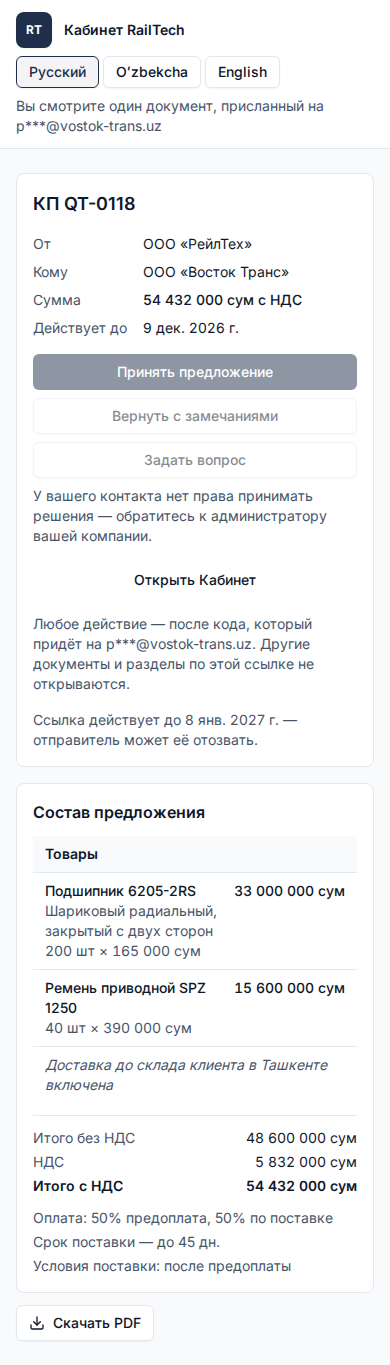 RT
Кабинет RailTech
Русский
Oʻzbekcha
English
Вы смотрите один документ, присланный на
p***@vostok-trans.uz
КП QT-0118
От ООО «РейлТех»
Кому ООО «Восток Транс»
Сумма 54 432 000 сум с НДС
Действует до 9 дек. 2026 г.
Принять предложение
Вернуть с замечаниями
Задать вопрос
У вашего контакта нет права принимать
решения — обратитесь к администратору
вашей компании.
Открыть Кабинет
Любое действие — после кода, который
придёт на p***@vostok-trans.uz. Другие
документы и разделы по этой ссылке не
открываются.
Ссылка действует до 8 янв. 2027 г. —
отправитель может её отозвать.
Состав предложения
Товары
Подшипник 6205-2RS 33 000 000 сум
Шариковый радиальный,
закрытый с двух сторон
200 шт × 165 000 сум
Ремень приводной SPZ 15 600 000 сум
1250
40 шт × 390 000 сум
Доставка до склада клиента в Ташкенте
включена
Итого без НДС 48 600 000 сум
НДС 5 832 000 сум
Итого с НДС 54 432 000 сум
Оплата: 50% предоплата, 50% по поставке
Срок поставки — до 45 дн.
Условия поставки: после предоплаты
Скачать PDF